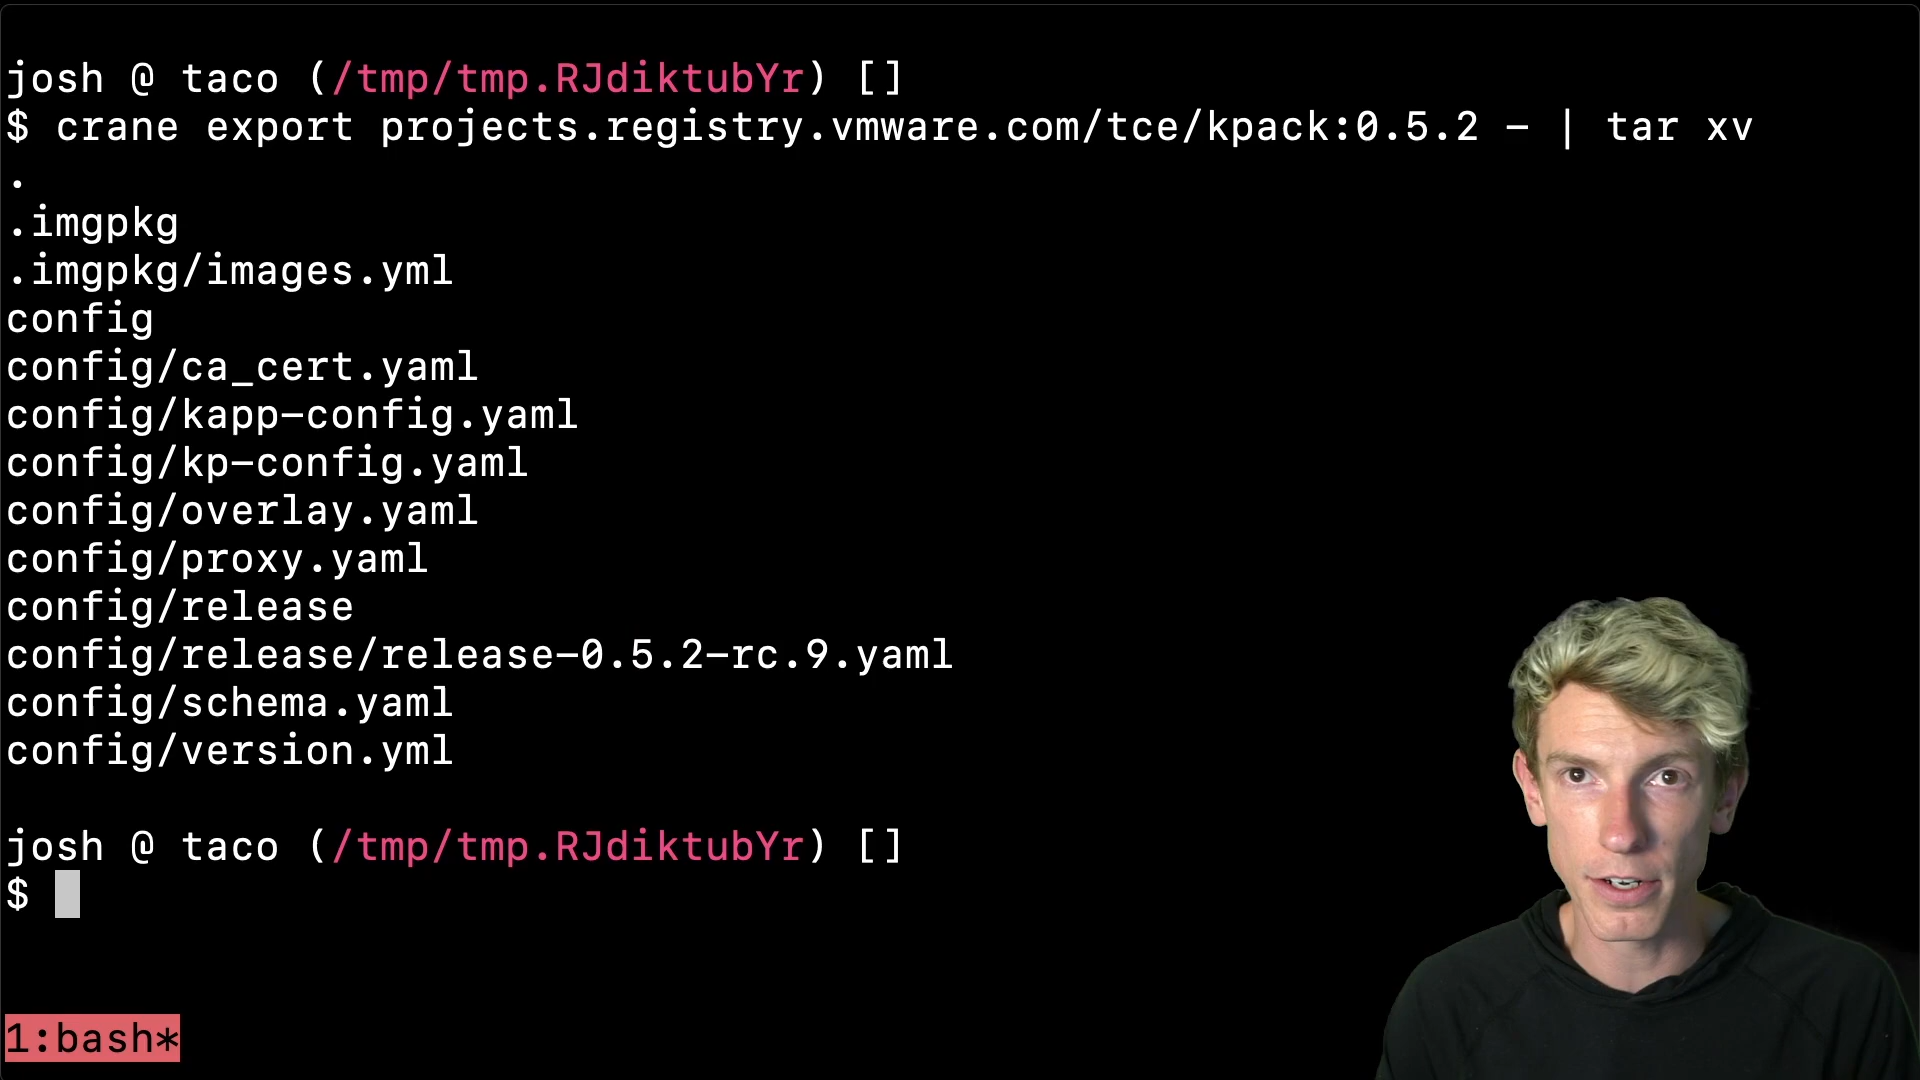 josh @ taco (/tmp/tmp.RJdiktubYr) []
$ crane export projects.registry.vmware.com/tce/kpack:0.5.2 - | tar xv
.
.imgpkg
.imgpkg/images.yml
config
config/ca_cert.yaml
config/kapp-config.yaml
config/kp-config.yaml
config/overlay.yaml
config/proxy.yaml
config/release
config/release/release-0.5.2-rc.9.yaml
config/schema.yaml
config/version.yml
josh @ taco (/tmp/tmp.RJdiktubYr) []
$
1:bash*